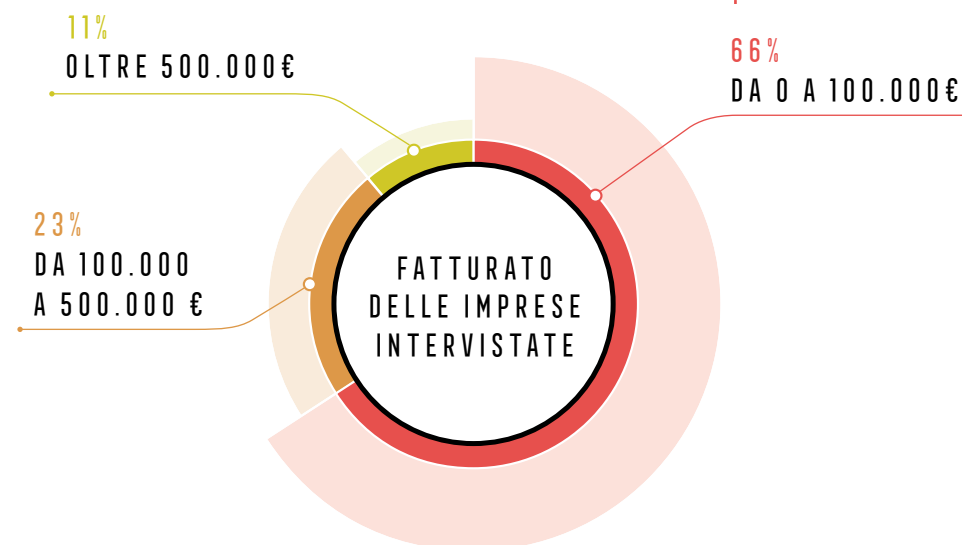 11%
OLTRE 500.000€
66%
DA 0 A 100.000€
23%
DA 100.000
A 500.000 €
FATTURATO
DELLE IMPRESE
INTERVISTATE